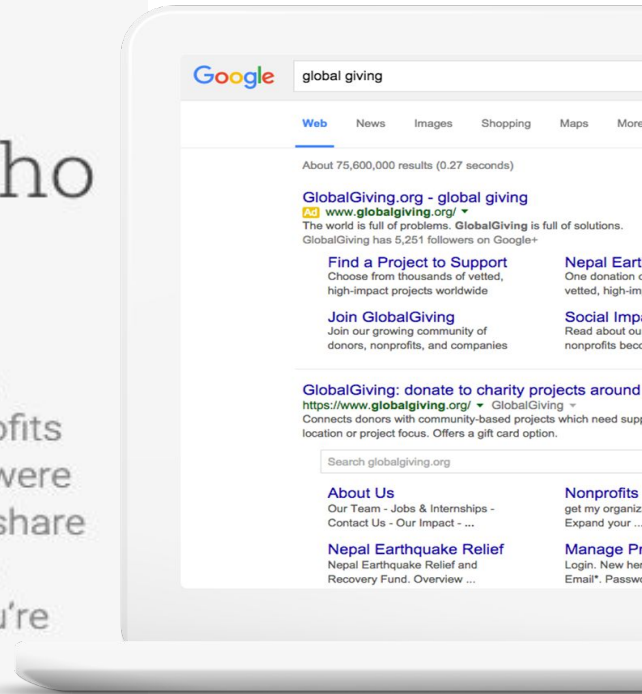 ho
ofits
were
share
u're
Google
global giving
Web News Images Shopping Maps More
About 75,600,000 results (0.27 seconds)
GlobalGiving.org - global giving
Ad www.globalgiving.org/
The world is full of problems. GlobalGiving is full of solutions.
GlobalGiving has 5,251 followers on Google+
Find a Project to Support
Choose from thousands of vetted,
high-impact projects worldwide
Nepal Eart
One donation
vetted, high-im
Join GlobalGiving
Join our growing community of
donors, nonprofits, and companies
Social Impa
Read about ou
nonprofits beco
GlobalGiving: donate to charity projects around
https://www.globalgiving.org/ GlobalGiving
Connects donors with community-based projects which need supp
location or project focus. Offers a gift card option.
Search globalgiving.org
About Us
Our Team - Jobs & Internships -
Contact Us - Our Impact - ...
Nonprofits
get my organiz
Expand your ...
Nepal Earthquake Relief
Nepal Earthquake Relief and
Recovery Fund. Overview ...
Manage Pr
Login. New her
Email*. Passwo